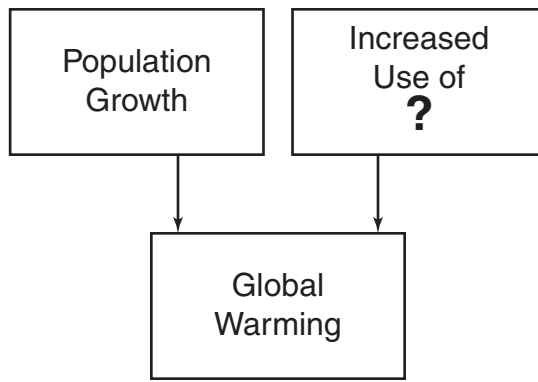 Population
Growth
Increased
Use of
?
Global
Warming